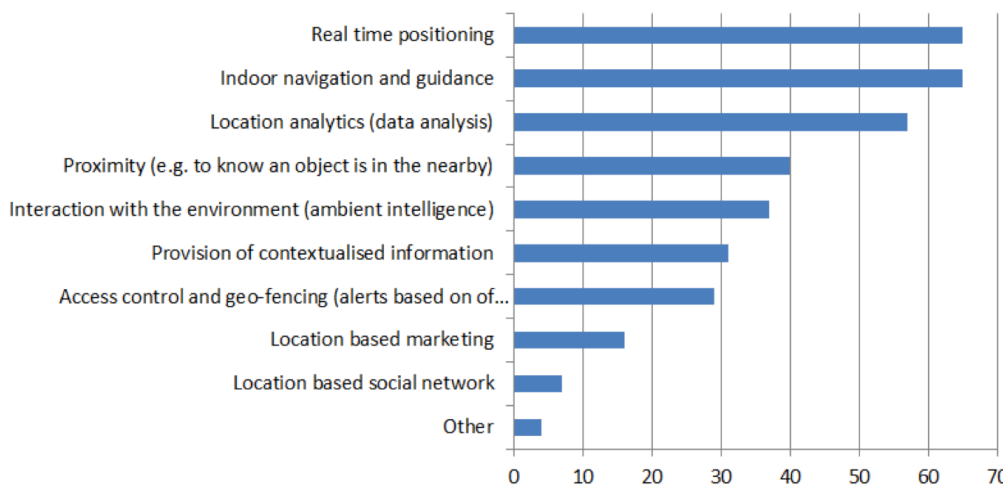 Real time positioning
Indoor navigation and guidance
Location analytics (data analysis)
Proximity (e.g. to know an object is in the nearby)
Interaction with the environment (ambient intelligence)
Provision of contextualised information
Access control and geo-fencing (alerts based on of...
Location based marketing
Location based social network
Other
0 10 20 30 40 50 60 70